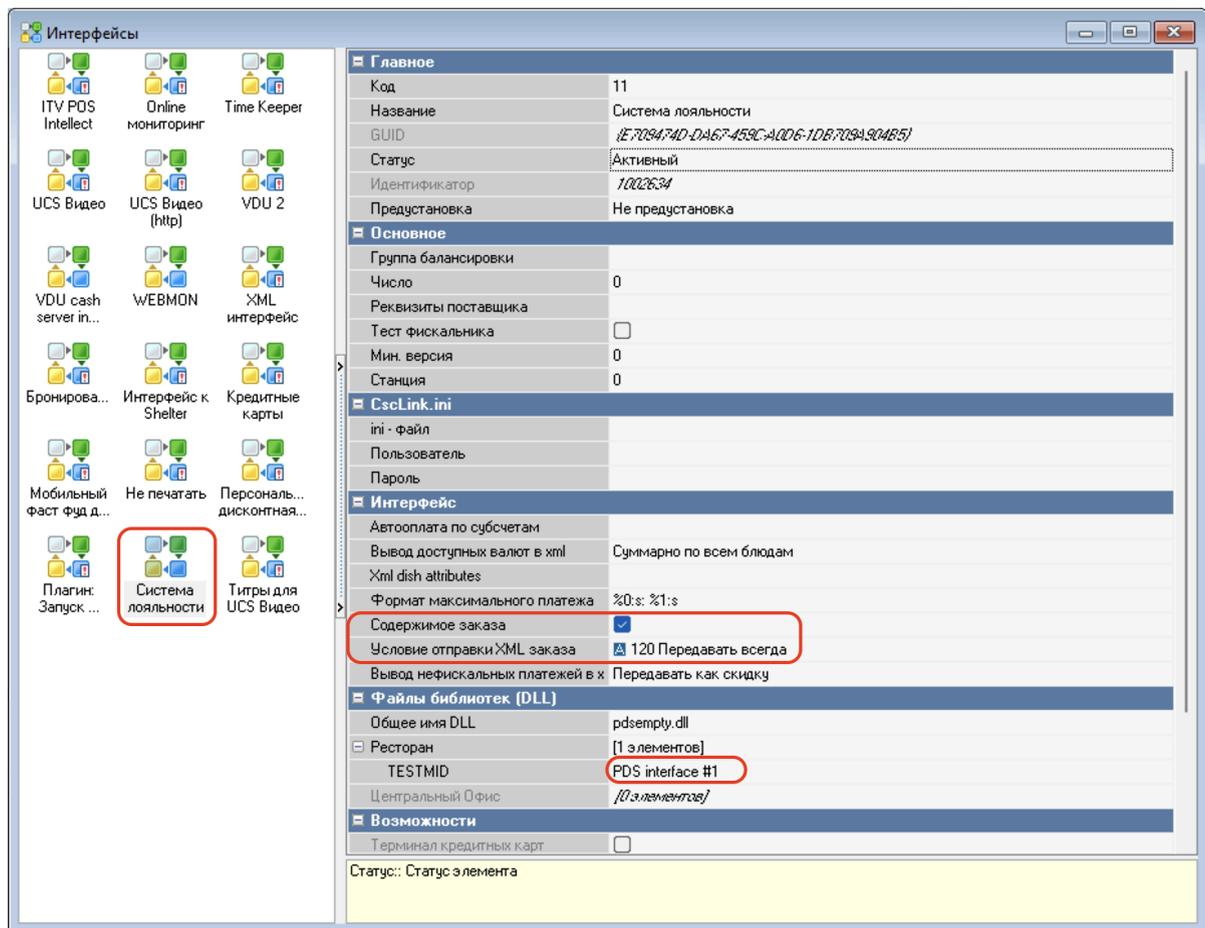 Интерфейсы
ITV POS Intellect
Online мониторинг
Time Keeper
UCS Видео
UCS Видео (http)
VDU 2
VDU cash server in...
WEBMON
XML интерфейс
Бронирова...
Интерфейс к Shelter
Кредитные карты
Мобильный фаст фуд д...
Не печатать
Персональ... дисконтная...
Плагин: Запуск ...
Система лояльности
Титры для UCS Видео
Главное
Код 11
Название Система лояльности
GUID {E709474D-DA67-459C-A0D6-1DB709A904B5}
Статус Активный
Идентификатор 1002634
Предустановка Не предустановка
Основное
Группа балансировки
Число 0
Реквизиты поставщика
Тест фискальника
Мин. версия 0
Станция 0
CscLink.ini
ini - файл
Пользователь
Пароль
Интерфейс
Автооплата по субсчетам
Вывод доступных валют в xml Суммарно по всем блюдам
Xml dish attributes
Формат максимального платежа %0:s: %1:s
Содержимое заказа
Условие отправки XML заказа A 120 Передавать всегда
Вывод нефискальных платежей в x Передавать как скидку
Файлы библиотек (DLL)
Общее имя DLL pdsempty.dll
Ресторан [1 элементов]
TESTMID PDS interface #1
Центральный Офис [0 элементов]
Возможности
Терминал кредитных карт
Статус:: Статус элемента